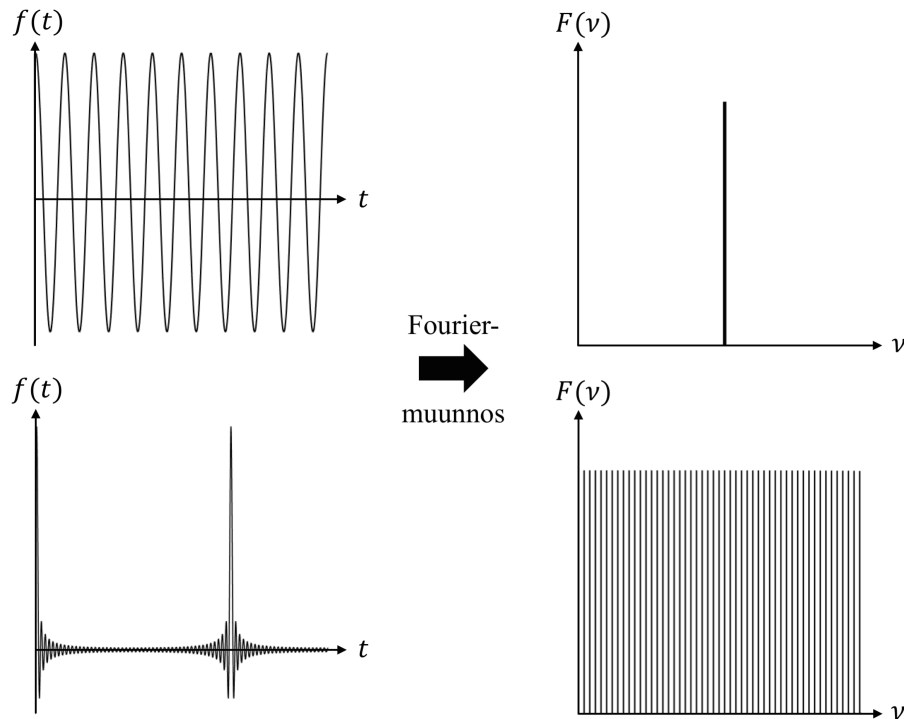 f(t)
F(ν)
t
ν
Fourier-
muunnos
f(t)
F(ν)
t
ν